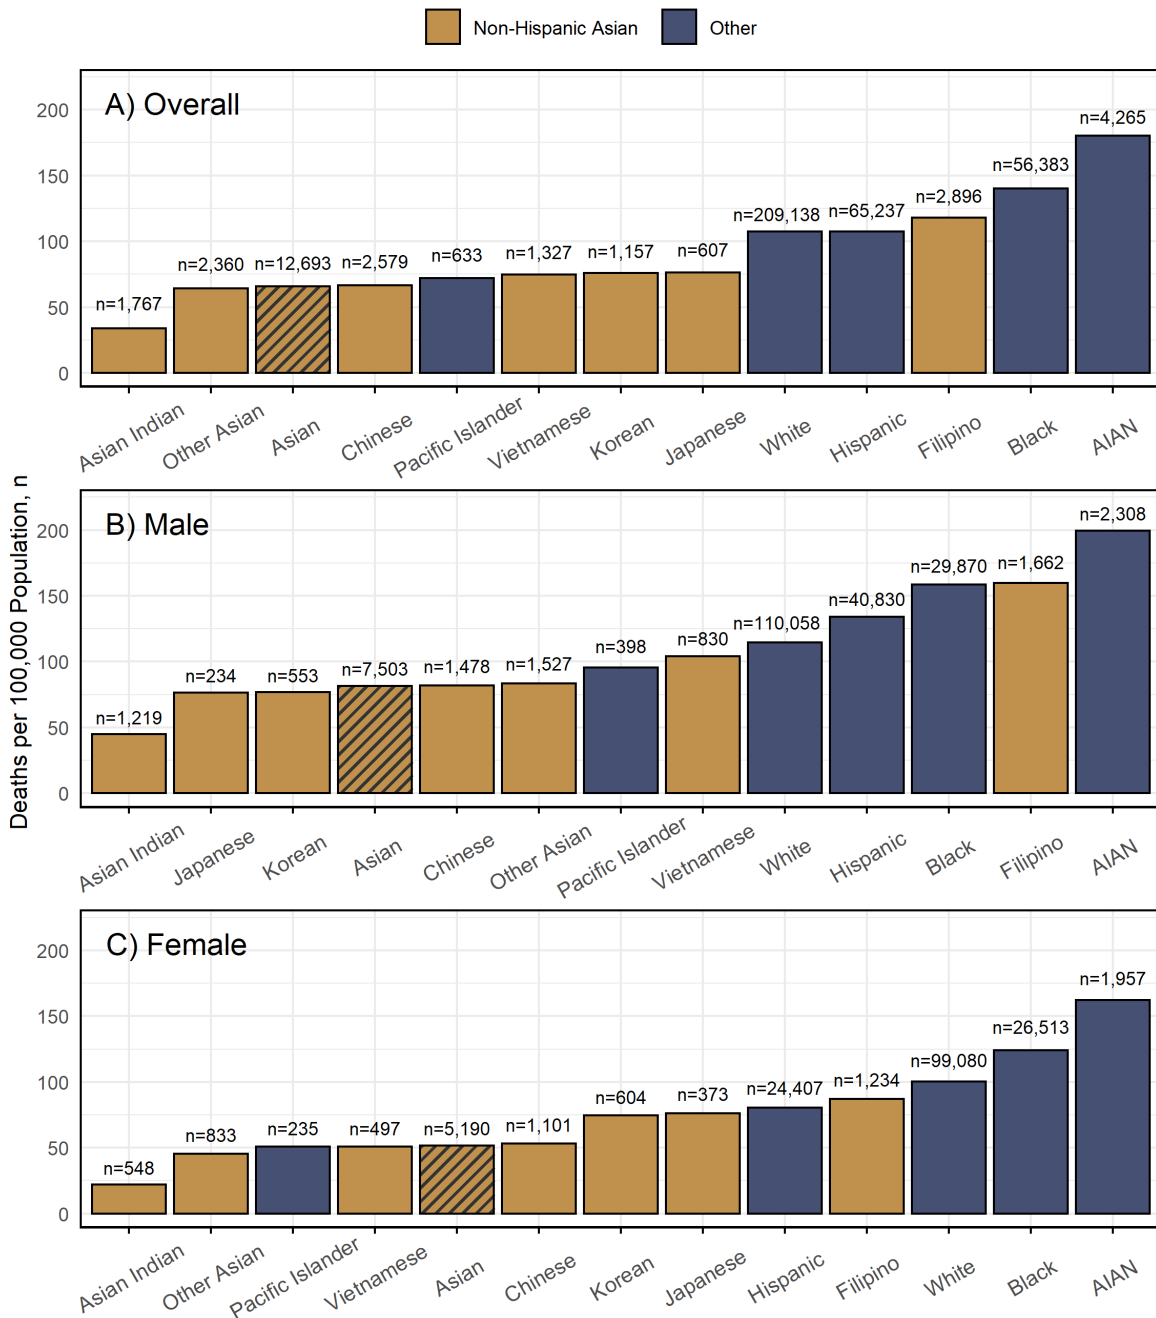 Non-Hispanic Asian Other
A) Overall
200
150
100
50
0
n=1,767 n=2,360 n=12,693 n=2,579 n=633 n=1,327 n=1,157 n=607 n=209,138 n=65,237 n=2,896 n=56,383 n=4,265
Asian Indian Other Asian Asian Chinese Pacific Islander Vietnamese Korean Japanese White Hispanic Filipino Black AIAN
Deaths per 100,000 Population, n
B) Male
200
150
100
50
0
n=1,219 n=234 n=553 n=7,503 n=1,478 n=1,527 n=398 n=830 n=110,058 n=40,830 n=29,870 n=1,662 n=2,308
Asian Indian Japanese Korean Asian Chinese Other Asian Pacific Islander Vietnamese White Hispanic Black Filipino AIAN
C) Female
200
150
100
50
0
n=548 n=833 n=235 n=497 n=5,190 n=1,101 n=604 n=373 n=24,407 n=1,234 n=99,080 n=26,513 n=1,957
Asian Indian Other Asian Pacific Islander Vietnamese Asian Chinese Korean Japanese Hispanic Filipino White Black AIAN